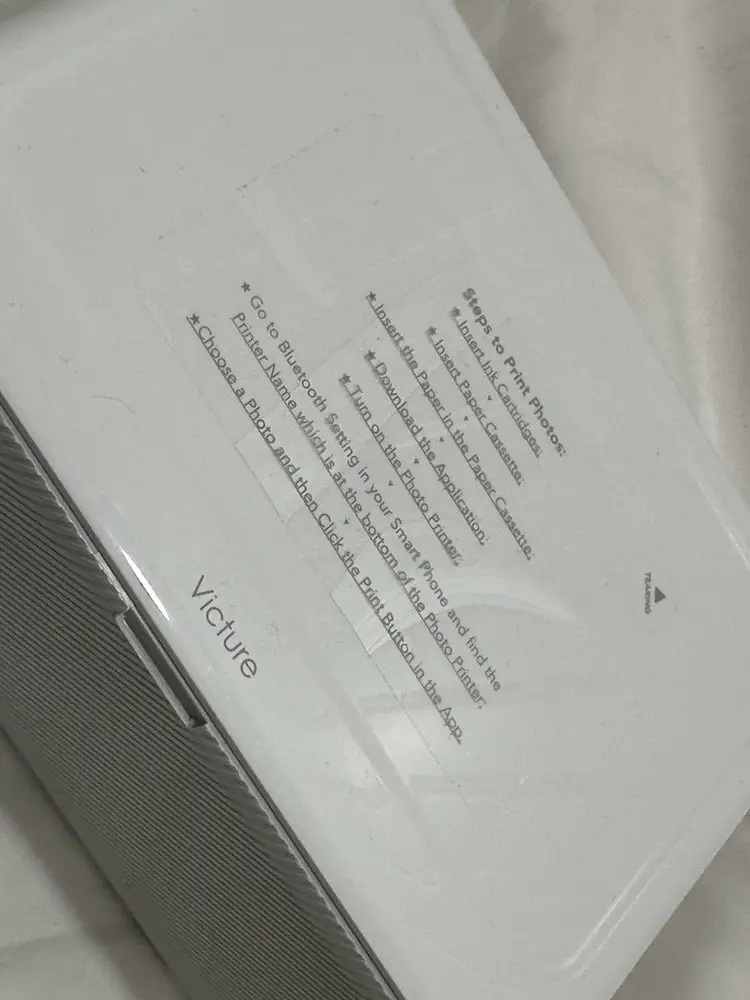 Steps to Print Photos:
★ Insert Ink Cartridges;
★ Insert Paper Cassette;
★ Insert the Paper in the Paper Cassette;
★ Download the Application;
★ Turn on the Photo Printer;
★ Go to Bluetooth Setting in your Smart Phone and find the
Printer Name which is at the bottom of the Photo Printer;
★ Choose a Photo and then Click the Print Button in the App.
Victure
TEARING